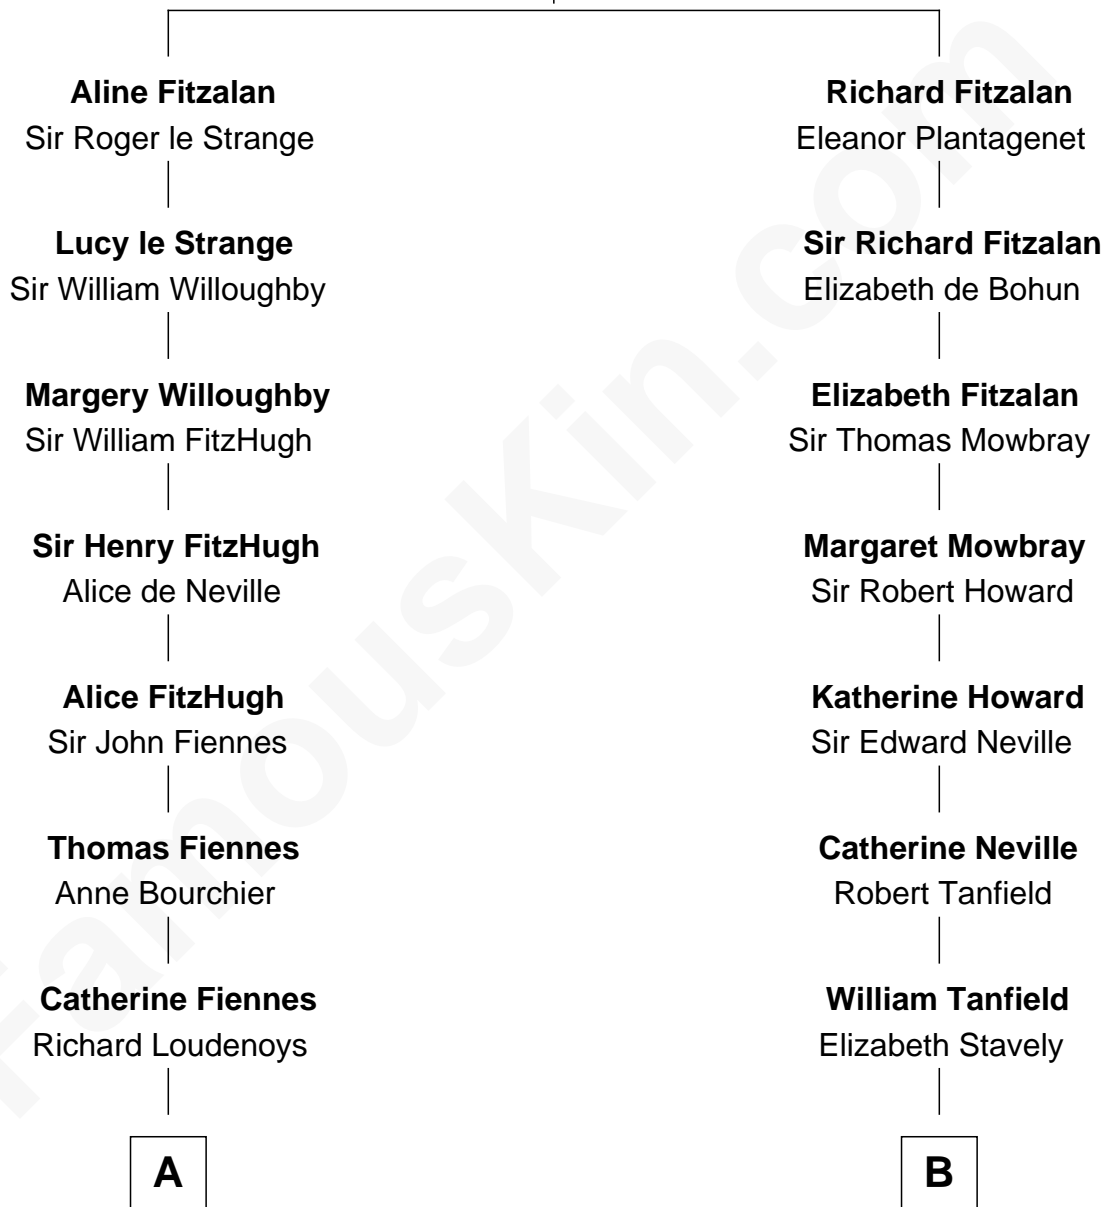 Aline Fitzalan
Sir Roger le Strange
Lucy le Strange
Sir William Willoughby
Margery Willoughby
Sir William FitzHugh
Sir Henry FitzHugh
Alice de Neville
Alice FitzHugh
Sir John Fiennes
Thomas Fiennes
Anne Bourchier
Catherine Fiennes
Richard Loudenoys
A
Richard Fitzalan
Eleanor Plantagenet
Sir Richard Fitzalan
Elizabeth de Bohun
Elizabeth Fitzalan
Sir Thomas Mowbray
Margaret Mowbray
Sir Robert Howard
Katherine Howard
Sir Edward Neville
Catherine Neville
Robert Tanfield
William Tanfield
Elizabeth Stavely
B
FamousKin.com